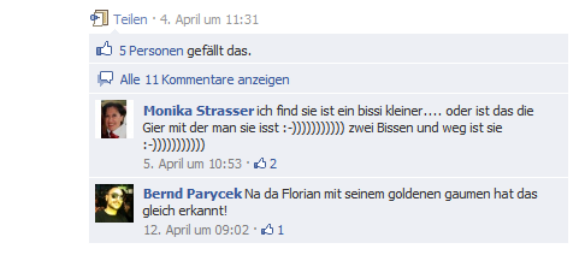 Teilen · 4. April um 11:31
5 Personen gefällt das.
Alle 11 Kommentare anzeigen
Monika Strasser ich find sie ist ein bissi kleiner.... oder ist das die
Gier mit der man sie isst :-))))))))))) zwei Bissen und weg ist sie
:-)))))))))))
5. April um 10:53 · 2
Bernd Parycek Na da Florian mit seinem goldenen gaumen hat das
gleich erkannt!
12. April um 09:02 · 1